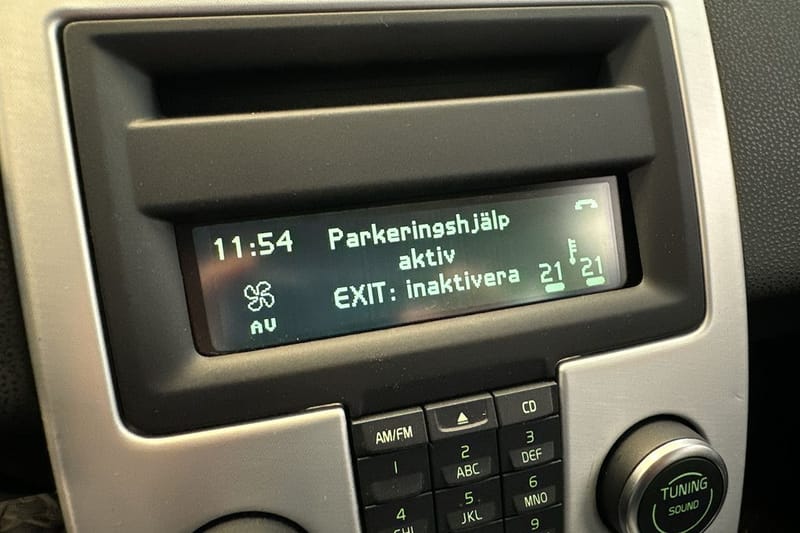 11:54
Parkeringshjälp
aktiv
EXIT: inaktivera
21 21
AV
AM/FM
CD
1
2
ABC
3
DEF
4
GHI
5
JKL
6
MNO
9
TUNING
SOUND